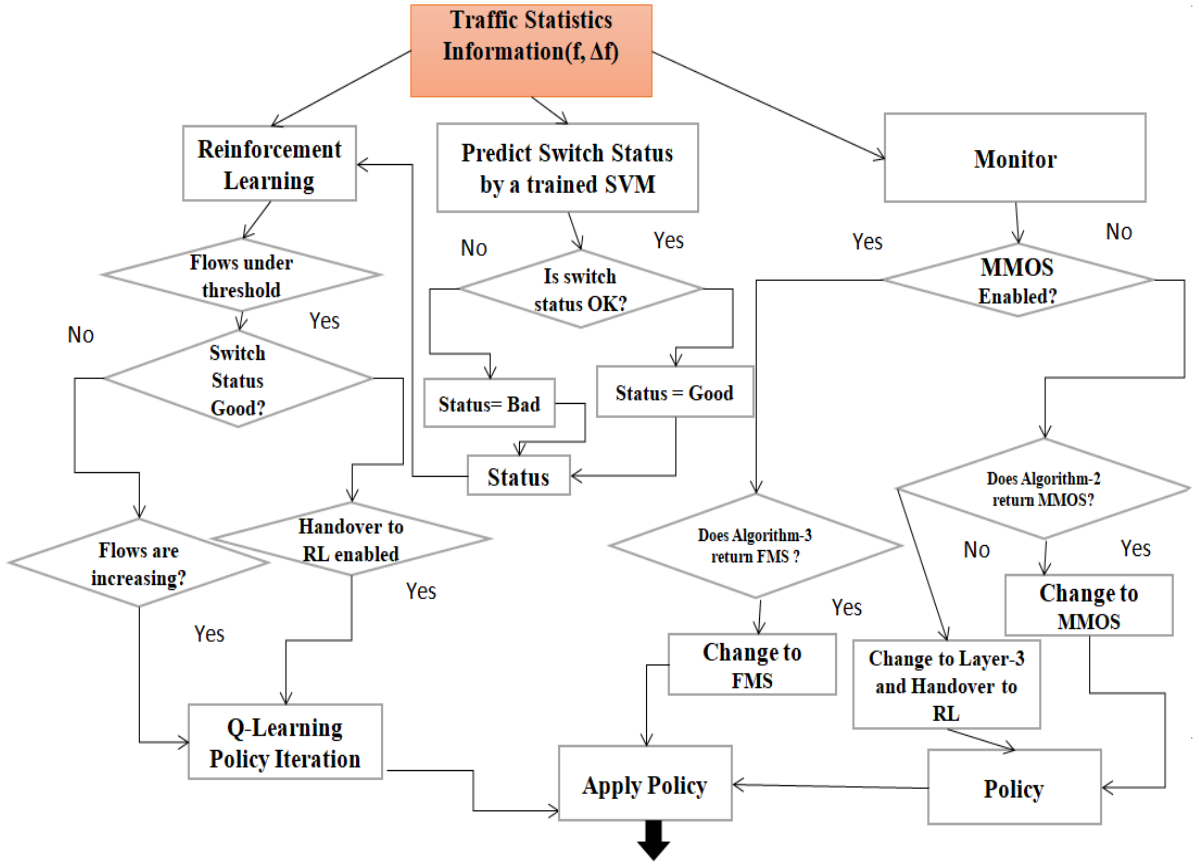 Traffic Statistics
Information(f, Δf)
Reinforcement
Learning
Predict Switch Status
by a trained SVM
Monitor
No
Yes
Yes
No
Flows under
threshold
Is switch
status OK?
MMOS
Enabled?
No
Yes
Switch
Status
Good?
Status= Bad
Status = Good
Status
Does Algorithm-2
return MMOS?
Flows are
increasing?
Handover to
RL enabled
Does Algorithm-3
return FMS ?
No
Yes
Yes
Yes
Yes
Change to
MMOS
Change to
FMS
Change to Layer-3
and Handover to
RL
Q-Learning
Policy Iteration
Apply Policy
Policy